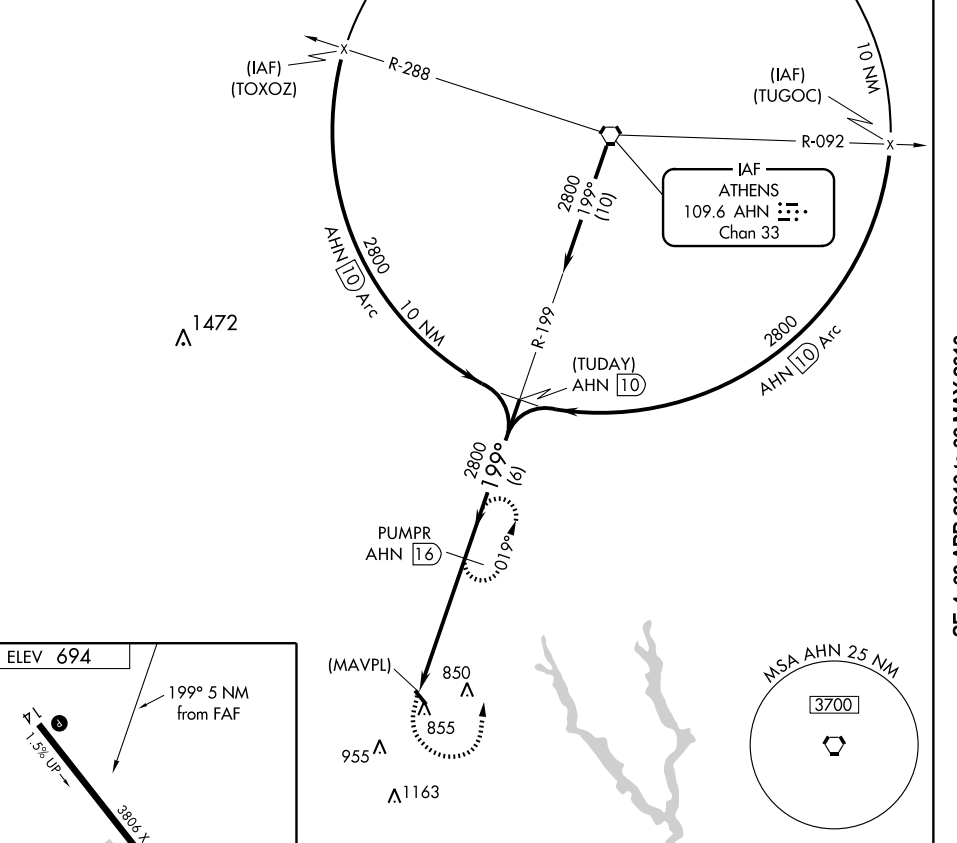 (IAF)
(TOXOZ)
R-288
10 NM
(IAF)
(TUGOC)
R-092
IAF
ATHENS
109.6 AHN
Chan 33
2800
199°
(10)
R-199
AHN 10 Arc
2800
10 NM
1472
2800
AHN 10 Arc
(TUDAY)
AHN 10
2800
199°
(6)
PUMPR
AHN 16
019°
(MAVPL)
850
855
955
1163
MSA AHN 25 NM
3700
ELEV 694
199° 5 NM
from FAF
14
P
1.5% UP
3806 X